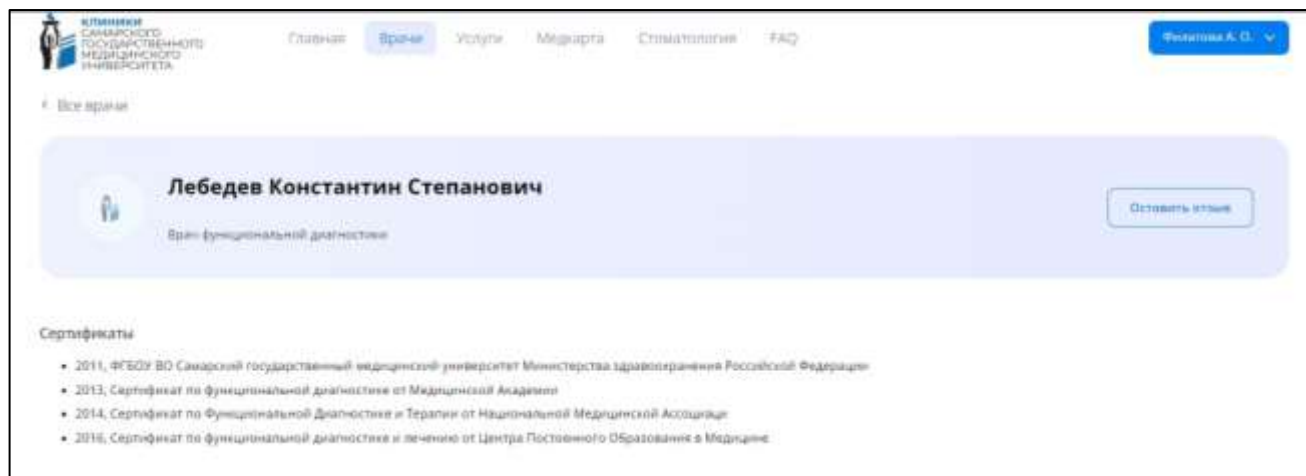 КЛИНИКИ
САМАРСКОГО
ГОСУДАРСТВЕННОГО
МЕДИЦИНСКОГО
УНИВЕРСИТЕТА
Главная Врачи Услуги Медкарта Стоматология FAQ
Филатова А. О.
Все врачи
Лебедев Константин Степанович
Врач функциональной диагностики
Оставить отзыв
Сертификаты
2011, ФГБОУ ВО Самарский государственный медицинский университет Министерства здравоохранения Российской Федерации
2013, Сертификат по функциональной диагностике от Медицинской Академии
2014, Сертификат по Функциональной Диагностике и Терапии от Национальной Медицинской Ассоциаци
2016, Сертификат по функциональной диагностике и лечению от Центра Постоянного ОБразования в Медицине